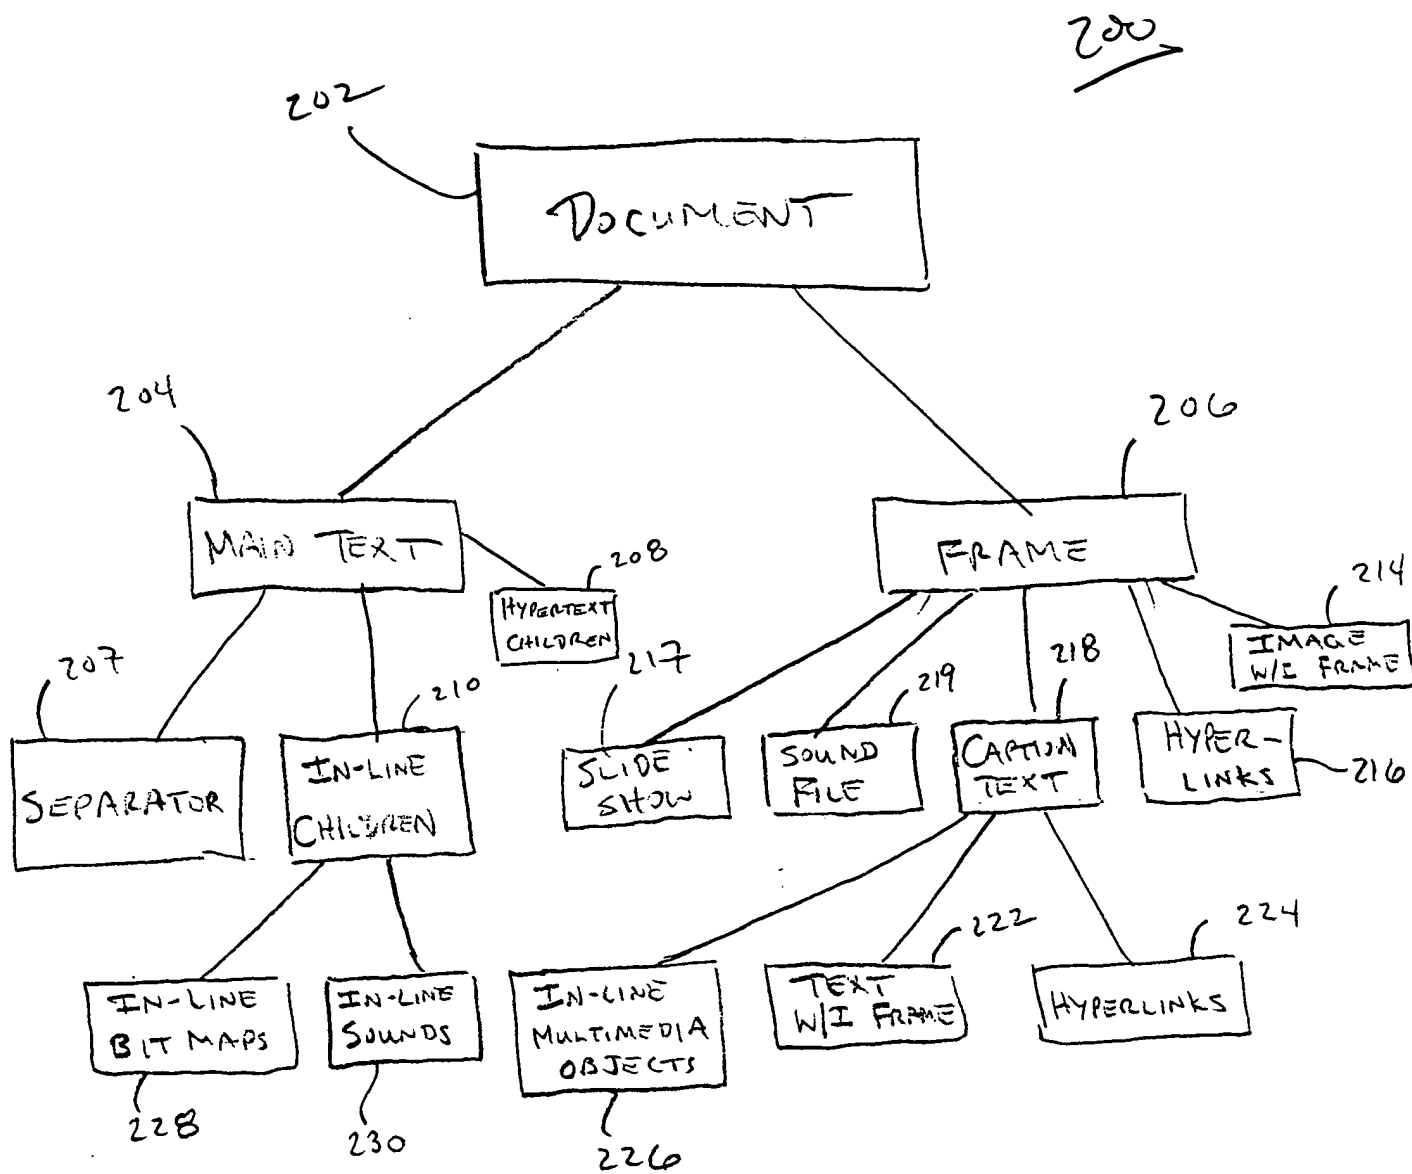 200
202
DOCUMENT
204
206
MAIN TEXT
FRAME
208
HYPERTEXT
CHILDREN
214
IMAGE
W/I FRAME
207
210
217
219
218
SEPARATOR
IN-LINE
CHILDREN
SLIDE
SHOW
SOUND
FILE
CAPTION
TEXT
HYPER-
LINKS
216
222
224
IN-LINE
BIT MAPS
IN-LINE
SOUNDS
IN-LINE
MULTIMEDIA
OBJECTS
TEXT
W/I FRAME
HYPERLINKS
228
230
226